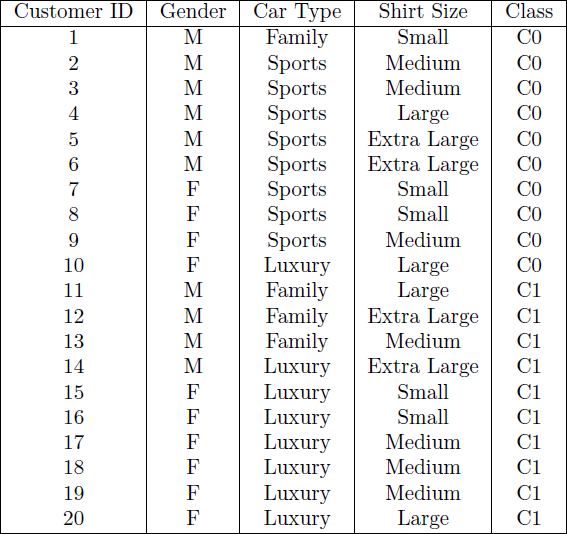 Customer ID Gender Car Type Shirt Size Class
1 M Family Small C0
2 M Sports Medium C0
3 M Sports Medium C0
4 M Sports Large C0
5 M Sports Extra Large C0
6 M Sports Extra Large C0
7 F Sports Small C0
8 F Sports Small C0
9 F Sports Medium C0
10 F Luxury Large C0
11 M Family Large C1
12 M Family Extra Large C1
13 M Family Medium C1
14 M Luxury Extra Large C1
15 F Luxury Small C1
16 F Luxury Small C1
17 F Luxury Medium C1
18 F Luxury Medium C1
19 F Luxury Medium C1
20 F Luxury Large C1